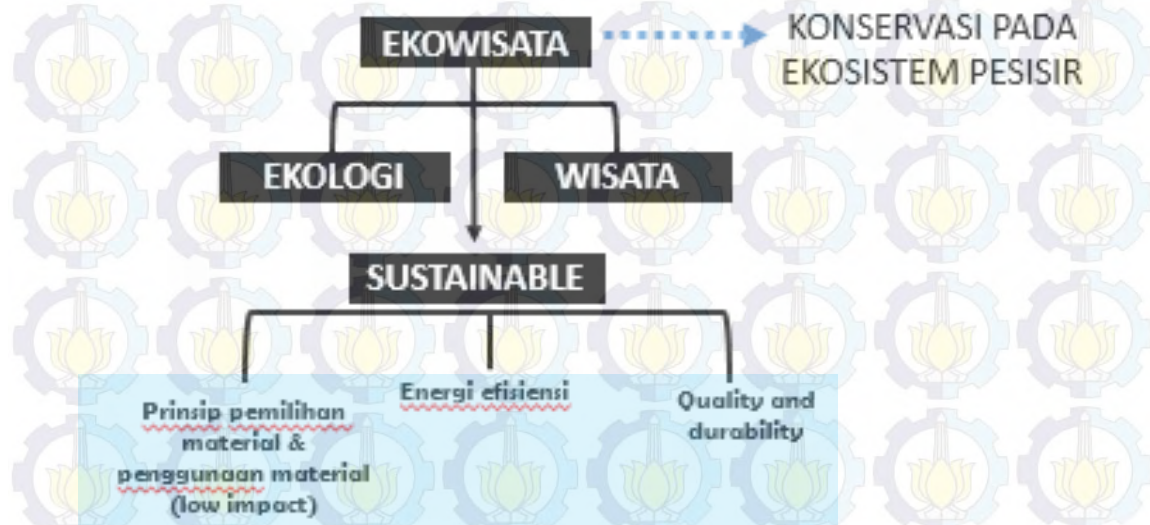 EKOWISATA
KONSERVASI PADA
EKOSISTEM PESISIR
EKOLOGI
WISATA
SUSTAINABLE
Prinsip pemilihan
material &
penggunaan material
(low impact)
Energi efisiensi
Quality and
durability